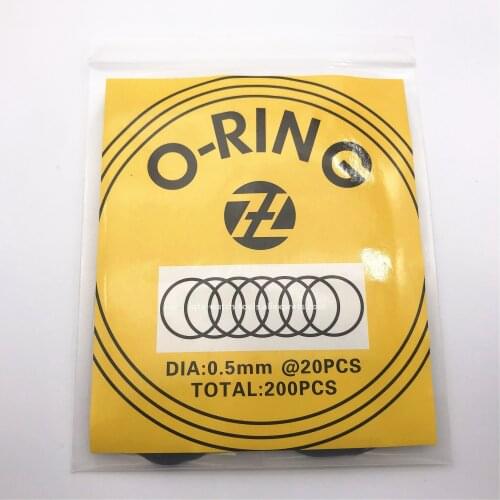 O-RING
DIA:0.5mm @20PCS
TOTAL:200PCS